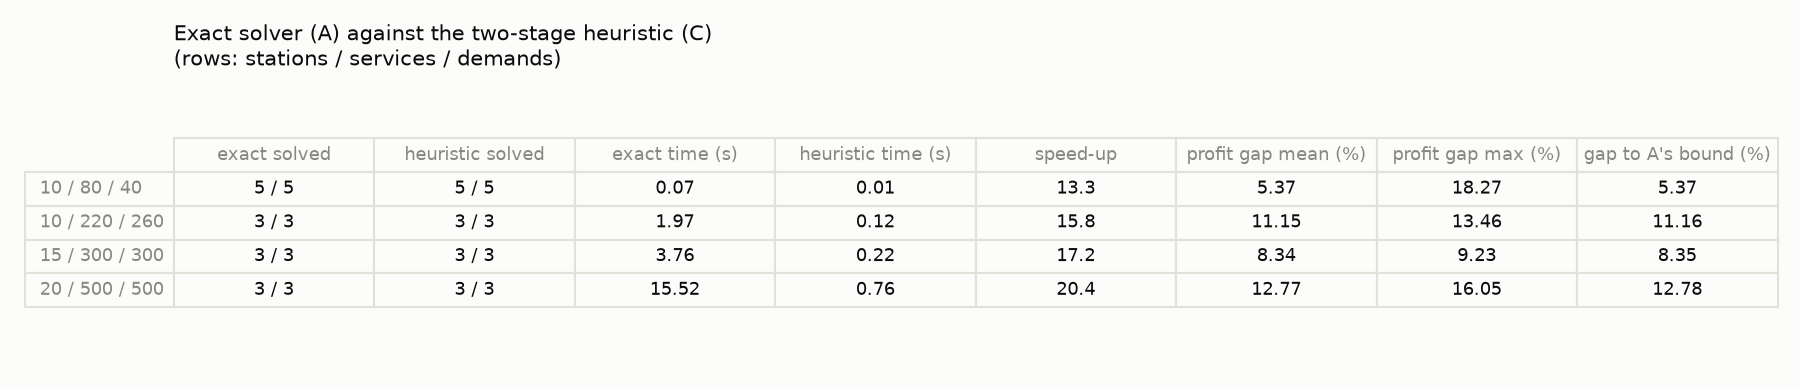 Exact solver (A) against the two-stage heuristic (C)
(rows: stations / services / demands)
exact solved heuristic solved exact time (s) heuristic time (s) speed-up profit gap mean (%) profit gap max (%) gap to A's bound (%)
10 / 80 / 40 5 / 5 5 / 5 0.07 0.01 13.3 5.37 18.27 5.37
10 / 220 / 260 3 / 3 3 / 3 1.97 0.12 15.8 11.15 13.46 11.16
15 / 300 / 300 3 / 3 3 / 3 3.76 0.22 17.2 8.34 9.23 8.35
20 / 500 / 500 3 / 3 3 / 3 15.52 0.76 20.4 12.77 16.05 12.78